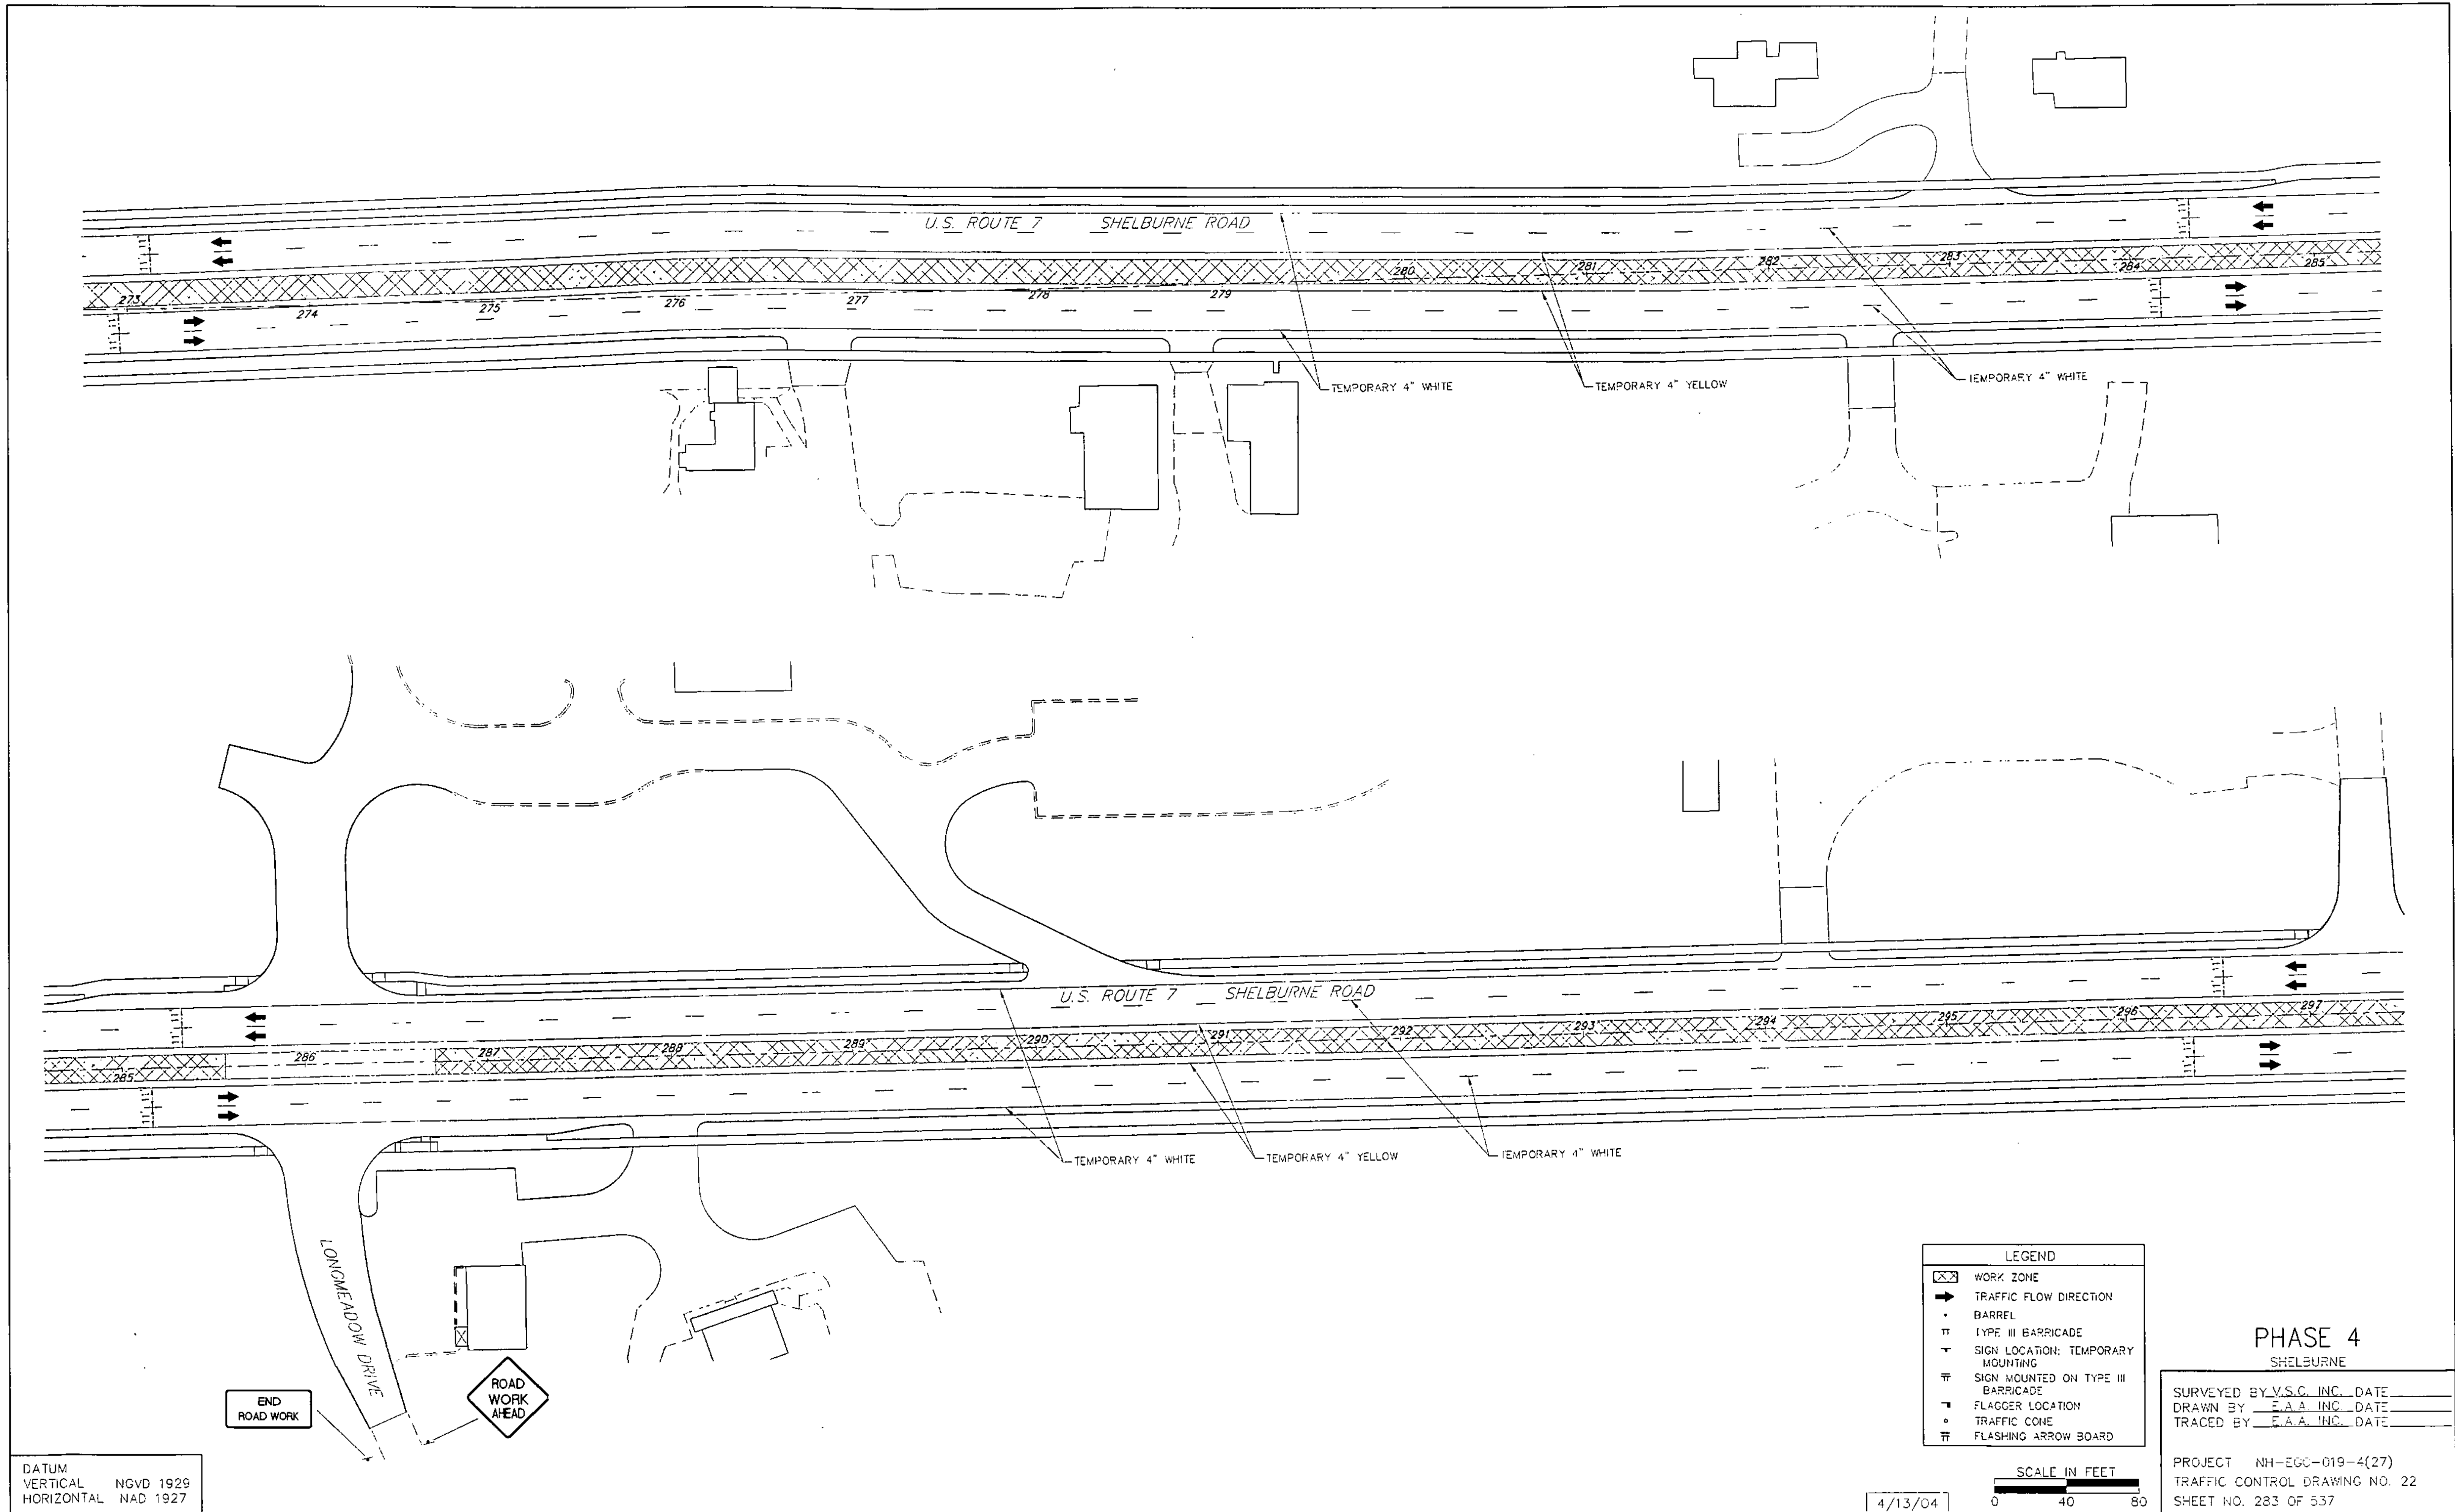 U.S. ROUTE 7 SHELBURNE ROAD
273
274
275
276
277
278
279
280
281
282
283
284
285
TEMPORARY 4" WHITE
TEMPORARY 4" YELLOW
TEMPORARY 4" WHITE
U.S. ROUTE 7 SHELBURNE ROAD
285
286
287
288
289
290
291
292
293
294
295
296
297
TEMPORARY 4" WHITE
TEMPORARY 4" YELLOW
TEMPORARY 4" WHITE
LONGMEADOW DRIVE
END
ROAD WORK
ROAD
WORK
AHEAD
LEGEND
WORK ZONE
TRAFFIC FLOW DIRECTION
BARREL
TYPE III BARRICADE
SIGN LOCATION; TEMPORARY
MOUNTING
SIGN MOUNTED ON TYPE III
BARRICADE
FLAGGER LOCATION
TRAFFIC CONE
FLASHING ARROW BOARD
SCALE IN FEET
0 40 80
4/13/04
PHASE 4
SHELBURNE
SURVEYED BY V.S.C. INC. DATE
DRAWN BY E.A.A. INC. DATE
TRACED BY E.A.A. INC. DATE
PROJECT NH-EGC-019-4(27)
TRAFFIC CONTROL DRAWING NO. 22
SHEET NO. 283 OF 537
DATUM
VERTICAL NGVD 1929
HORIZONTAL NAD 1927